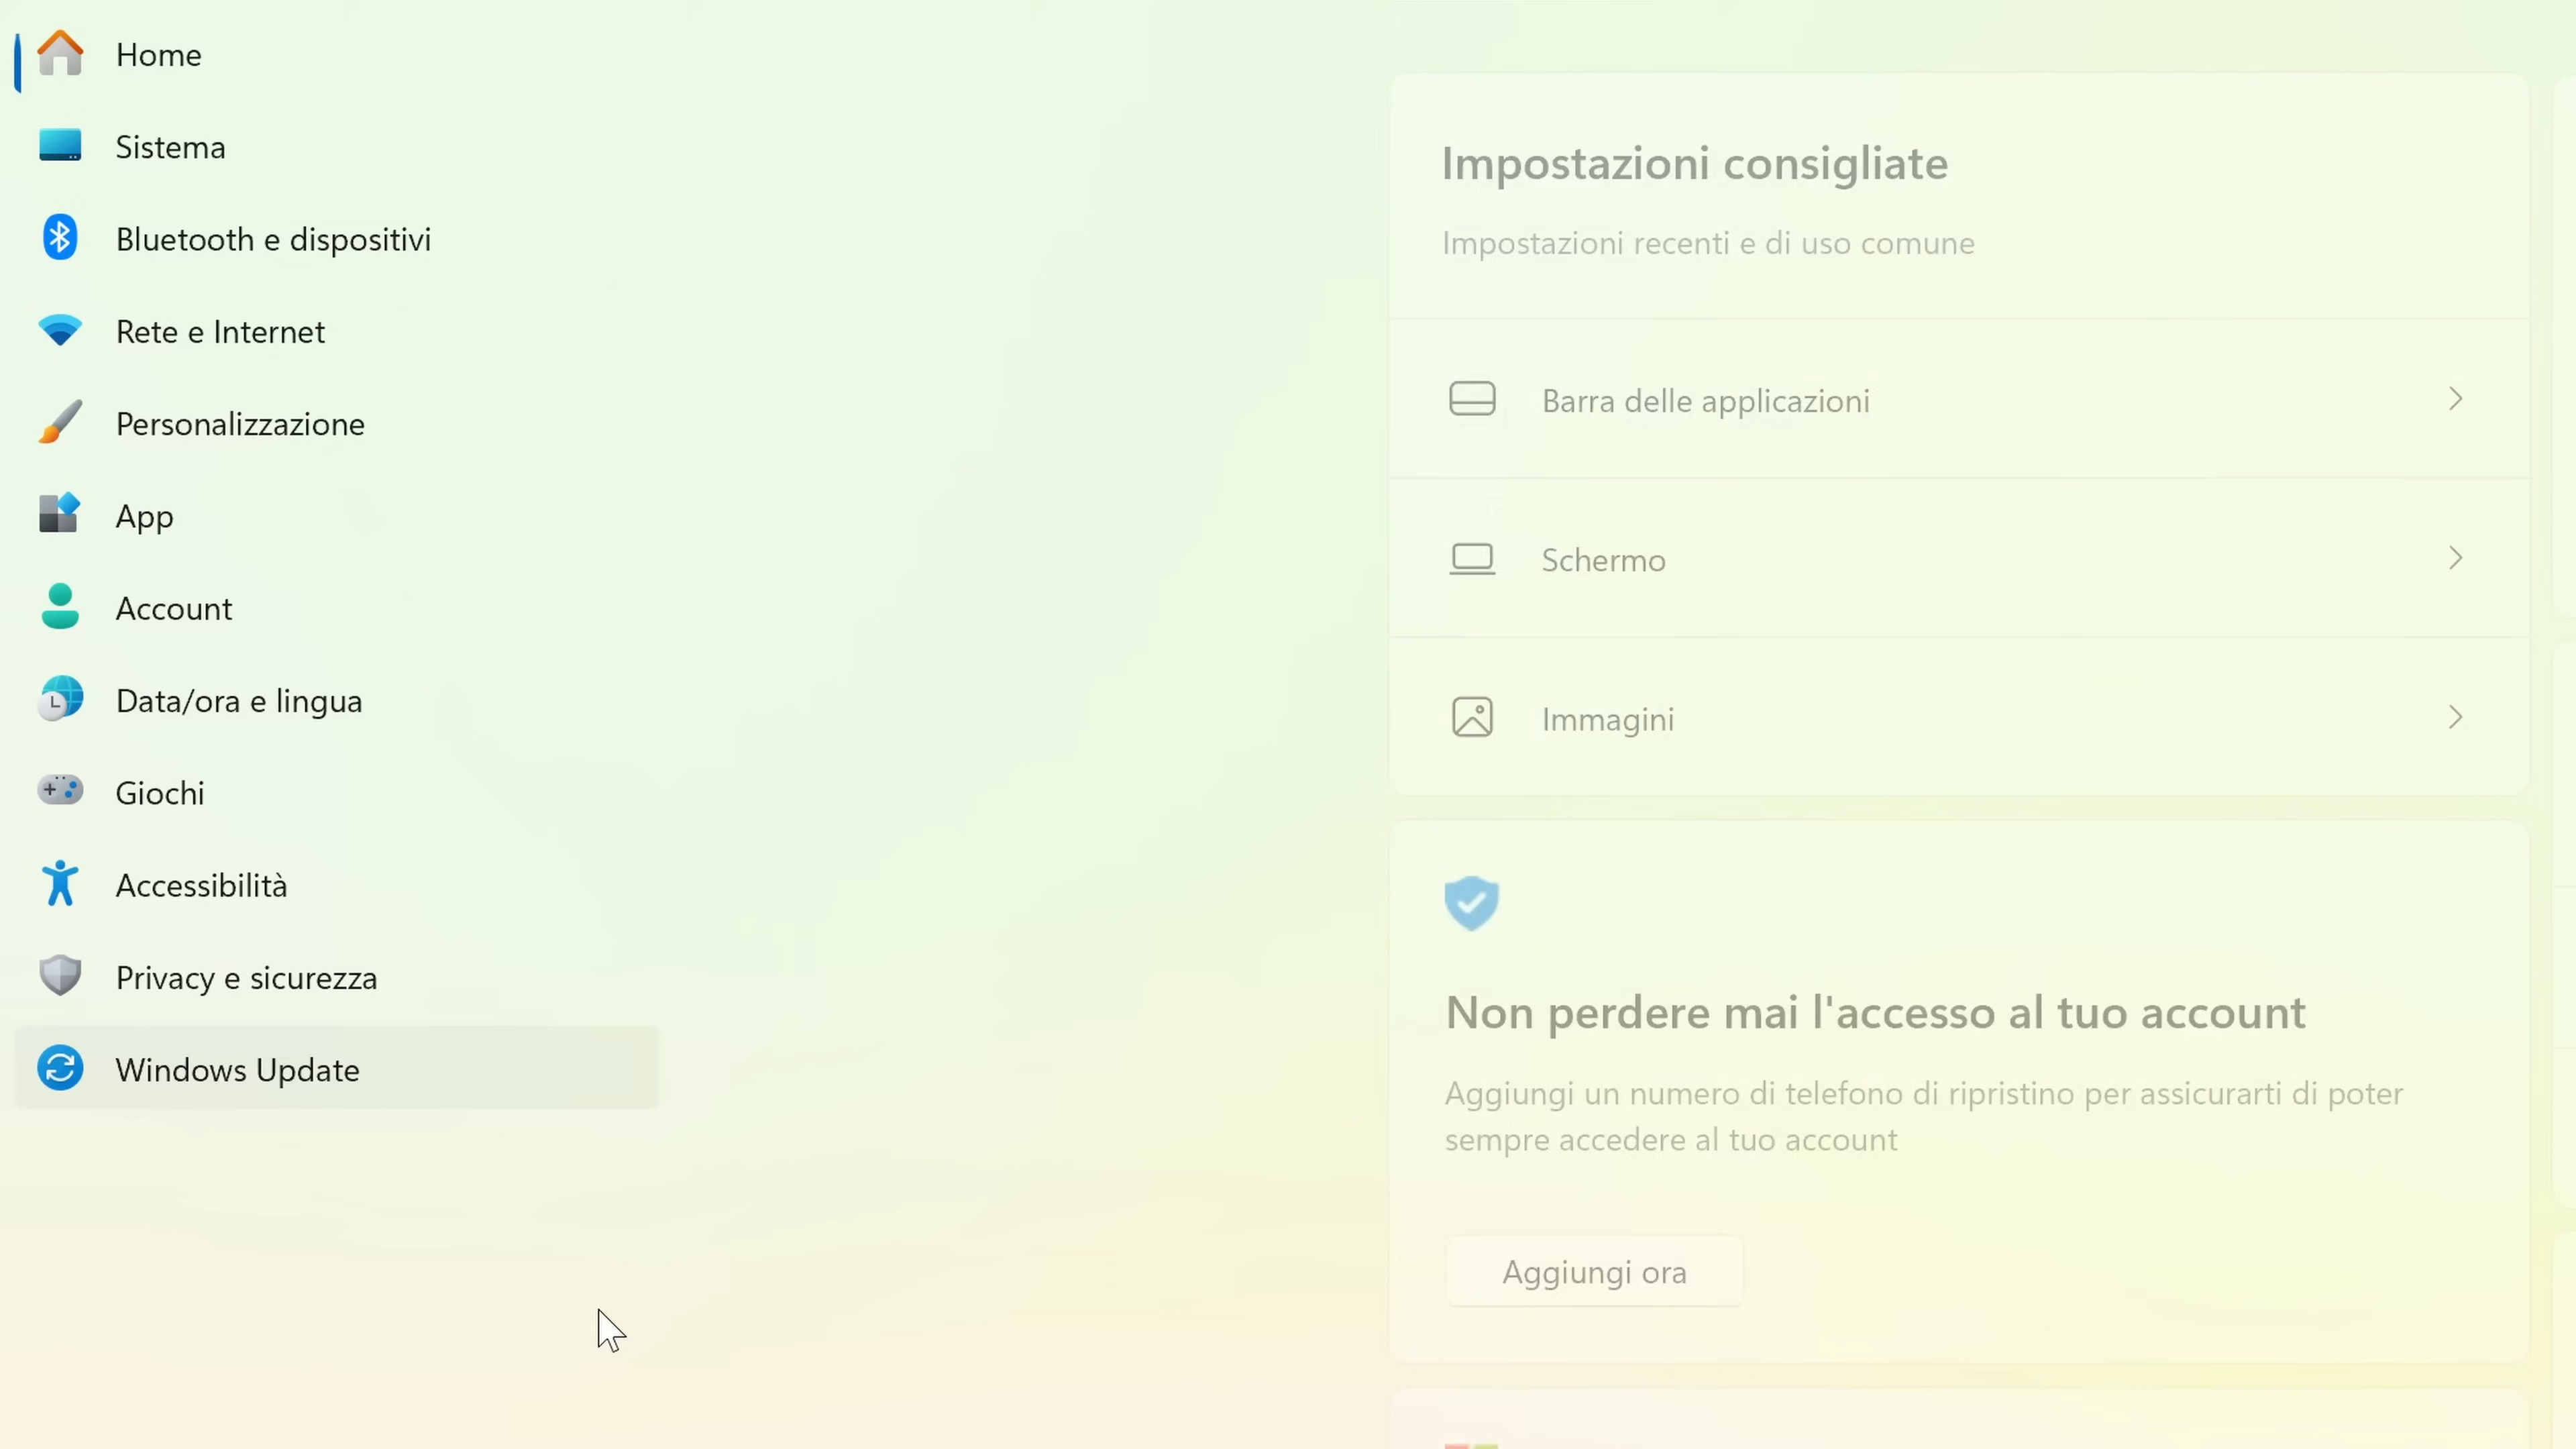 Home
Sistema
Bluetooth e dispositivi
Rete e Internet
Personalizzazione
App
Account
Data/ora e lingua
Giochi
Accessibilità
Privacy e sicurezza
Windows Update
Impostazioni consigliate
Impostazioni recenti e di uso comune
Barra delle applicazioni
Schermo
Immagini
Non perdere mai l'accesso al tuo account
Aggiungi un numero di telefono di ripristino per assicurarti di poter
sempre accedere al tuo account
Aggiungi ora